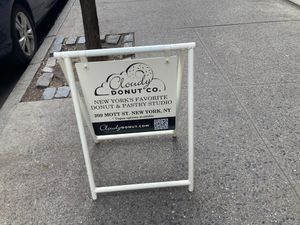 Cloudy
DONUT CO.
NEW YORK'S FAVORITE
DONUT & PASTRY STUDIO
399 MOTT ST. NEW YORK, NY
CloudyDONUT.COM